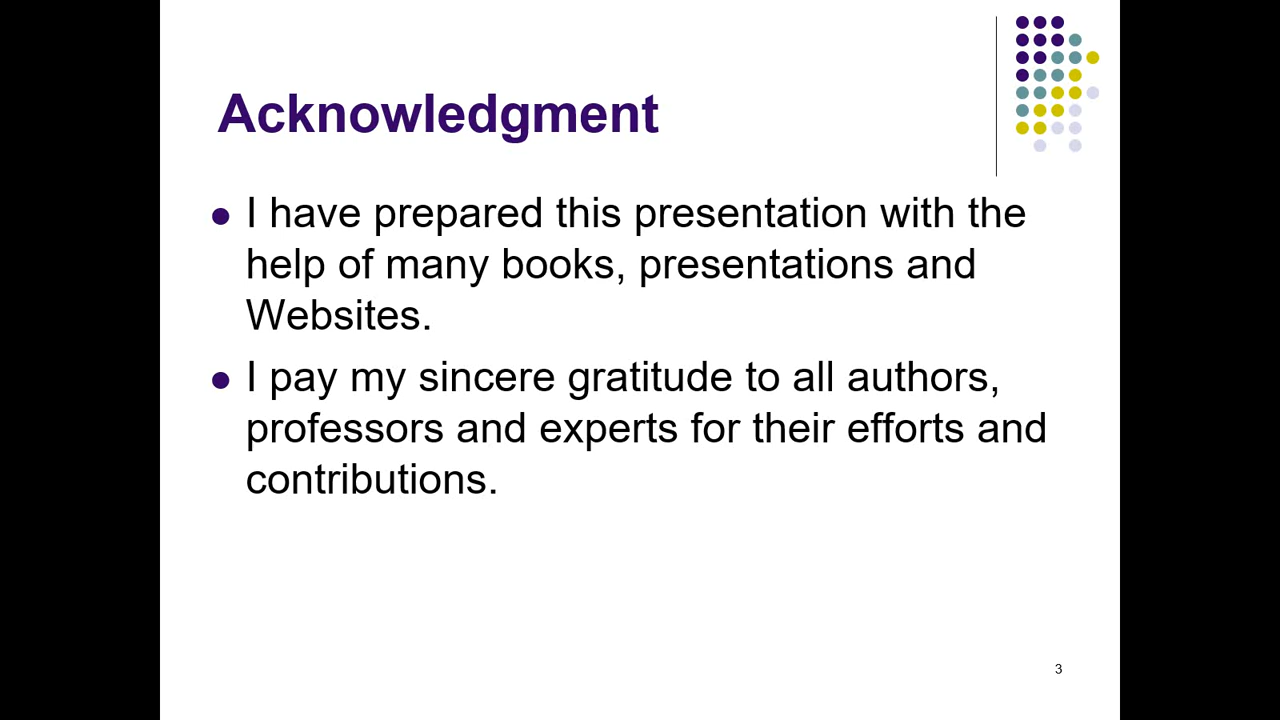 Acknowledgment
I have prepared this presentation with the
help of many books, presentations and
Websites.
I pay my sincere gratitude to all authors,
professors and experts for their efforts and
contributions.
3